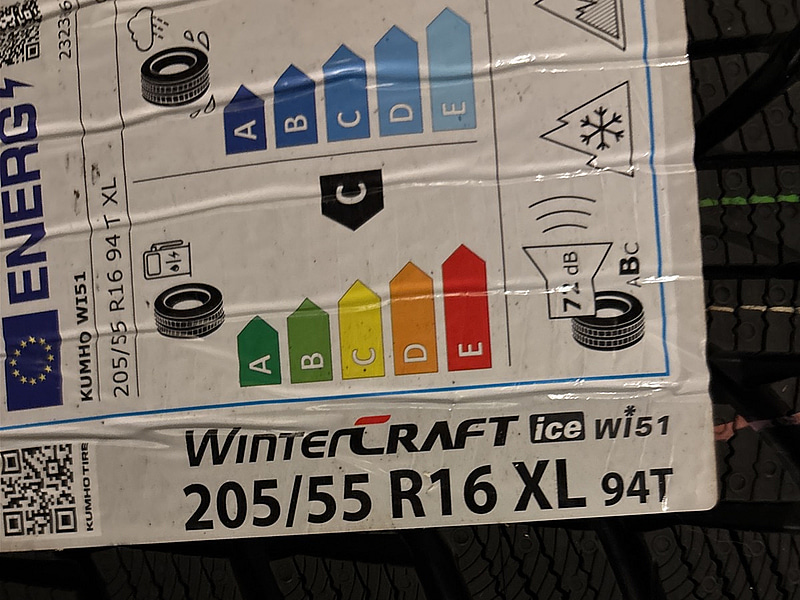 ENERG
KUMHO WI51
205/55 R16 94 T XL
A
B
C
D
E
C
A
B
C
D
E
dB
ABC
KUMHO TIRE
WINTERCRAFT ice Wi51
205/55 R16 XL 94T